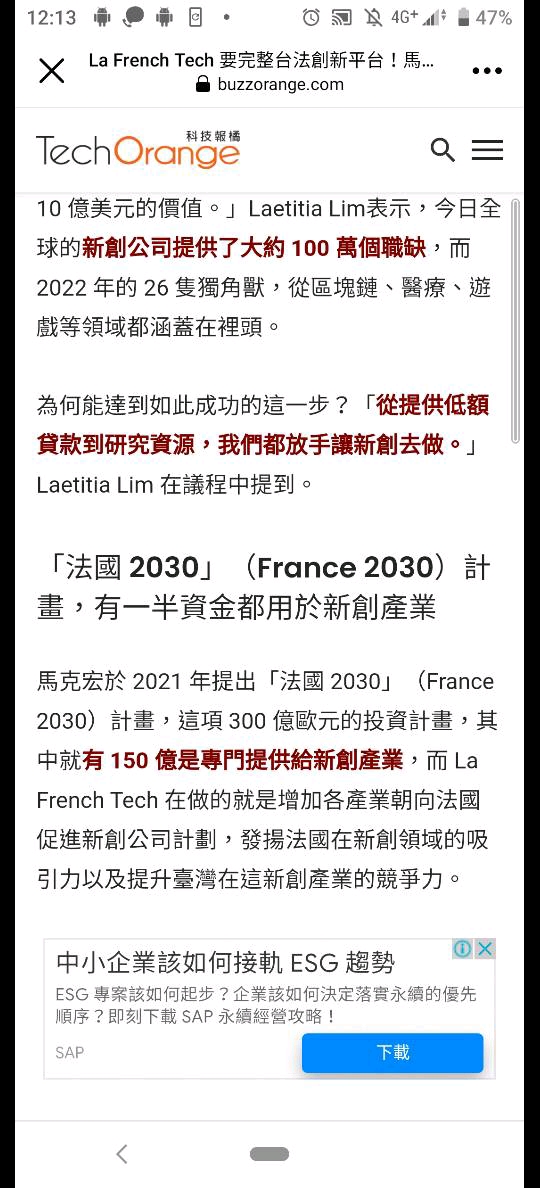 12:13
4G+
47%
La French Tech 要完整台法創新平台！馬...
buzzorange.com
科技報橘
TechOrange
10 億美元的價值。」Laetitia Lim表示，今日全
球的新創公司提供了大約 100 萬個職缺，而
2022 年的 26 隻獨角獸，從區塊鏈、醫療、遊
戲等領域都涵蓋在裡頭。
為何能達到如此成功的這一步？「從提供低額
貸款到研究資源，我們都放手讓新創去做。」
Laetitia Lim 在議程中提到。
「法國 2030」（France 2030）計
畫，有一半資金都用於新創產業
馬克宏於 2021 年提出「法國 2030」（France
2030）計畫，這項 300 億歐元的投資計畫，其
中就有 150 億是專門提供給新創產業，而 La
French Tech 在做的就是增加各產業朝向法國
促進新創公司計劃，發揚法國在新創領域的吸
引力以及提升臺灣在這新創產業的競爭力。
中小企業該如何接軌 ESG 趨勢
ESG 專案該如何起步？企業該如何決定落實永續的優先
順序？即刻下載 SAP 永續經營攻略！
SAP
下載